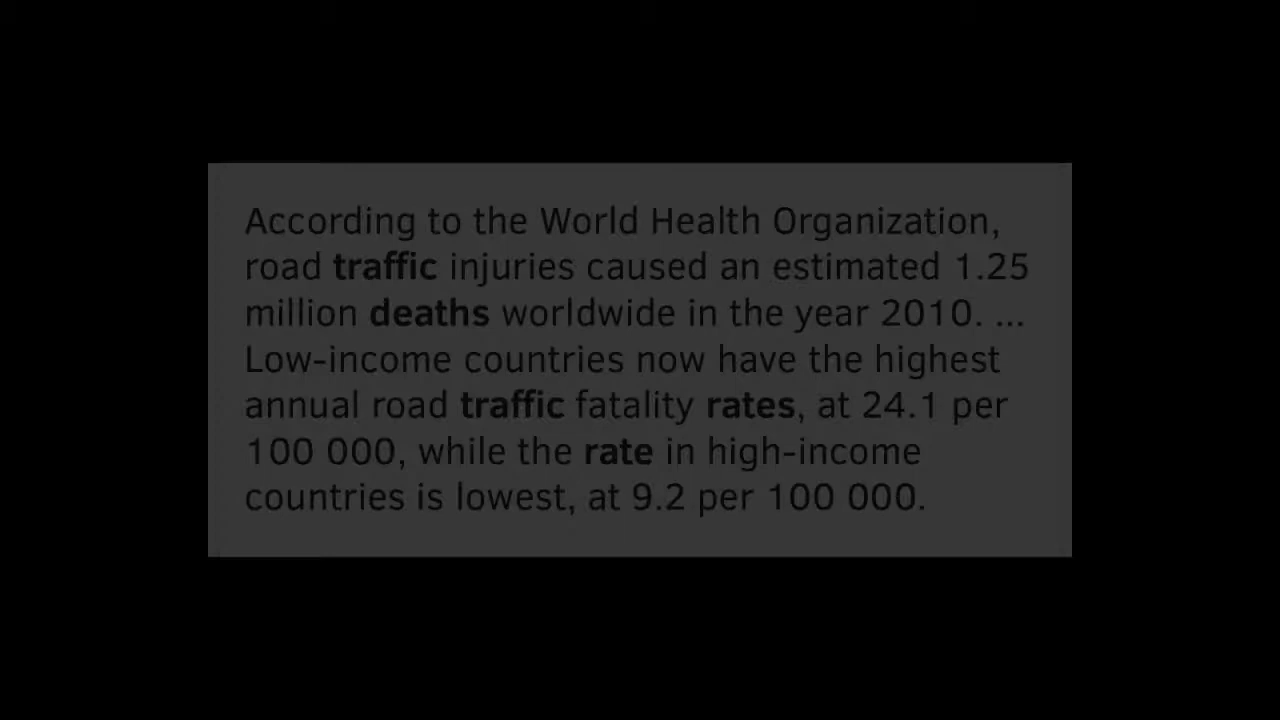 According to the World Health Organization,
road traffic injuries caused an estimated 1.25
million deaths worldwide in the year 2010. ...
Low-income countries now have the highest
annual road traffic fatality rates, at 24.1 per
100 000, while the rate in high-income
countries is lowest, at 9.2 per 100 000.